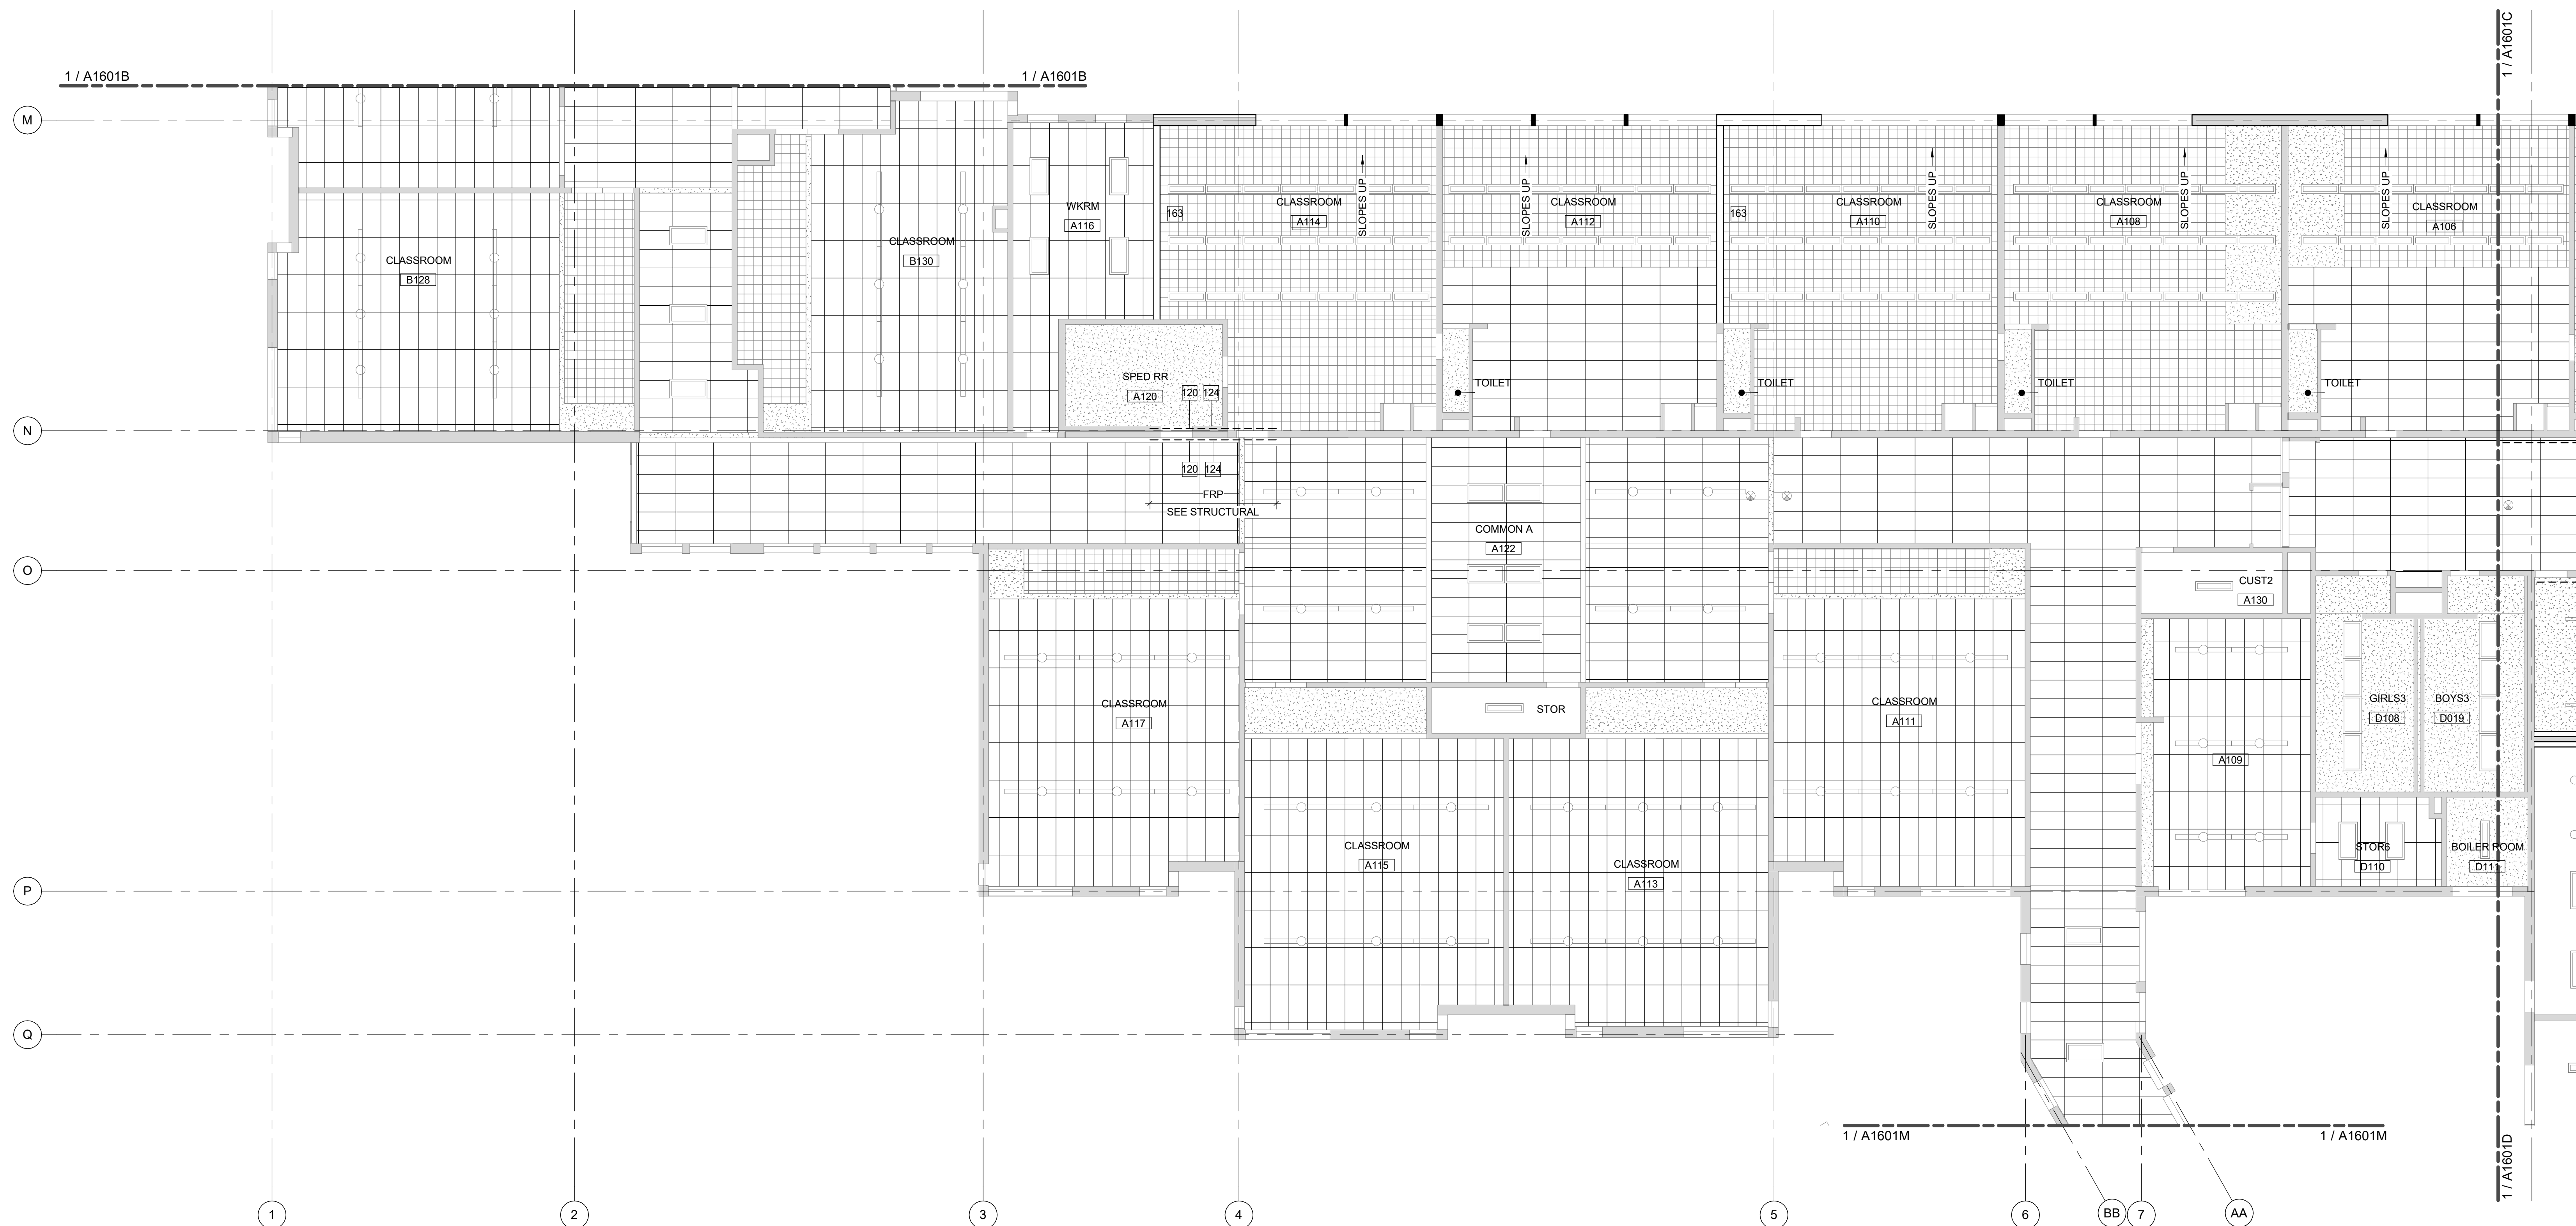 1 / A1601B
1 / A1601B
1 / A1601C
M
CLASSROOM
B128
CLASSROOM
B130
WKRM
A116
163
CLASSROOM
A114
SLOPES UP
SLOPES UP
CLASSROOM
A112
163
CLASSROOM
A110
SLOPES UP
CLASSROOM
A108
SLOPES UP
SLOPES UP
CLASSROOM
A106
SPED RR
A120
120
124
TOILET
TOILET
TOILET
TOILET
N
120
124
FRP
SEE STRUCTURAL
COMMON A
A122
O
CUST2
A130
CLASSROOM
A117
STOR
CLASSROOM
A111
A109
GIRLS3
D108
BOYS3
D019
CLASSROOM
A115
CLASSROOM
A113
STOR6
D110
BOILER ROOM
D111
P
Q
1 / A1601M
1 / A1601M
1 / A1601D
1
2
3
4
5
6
BB
7
AA